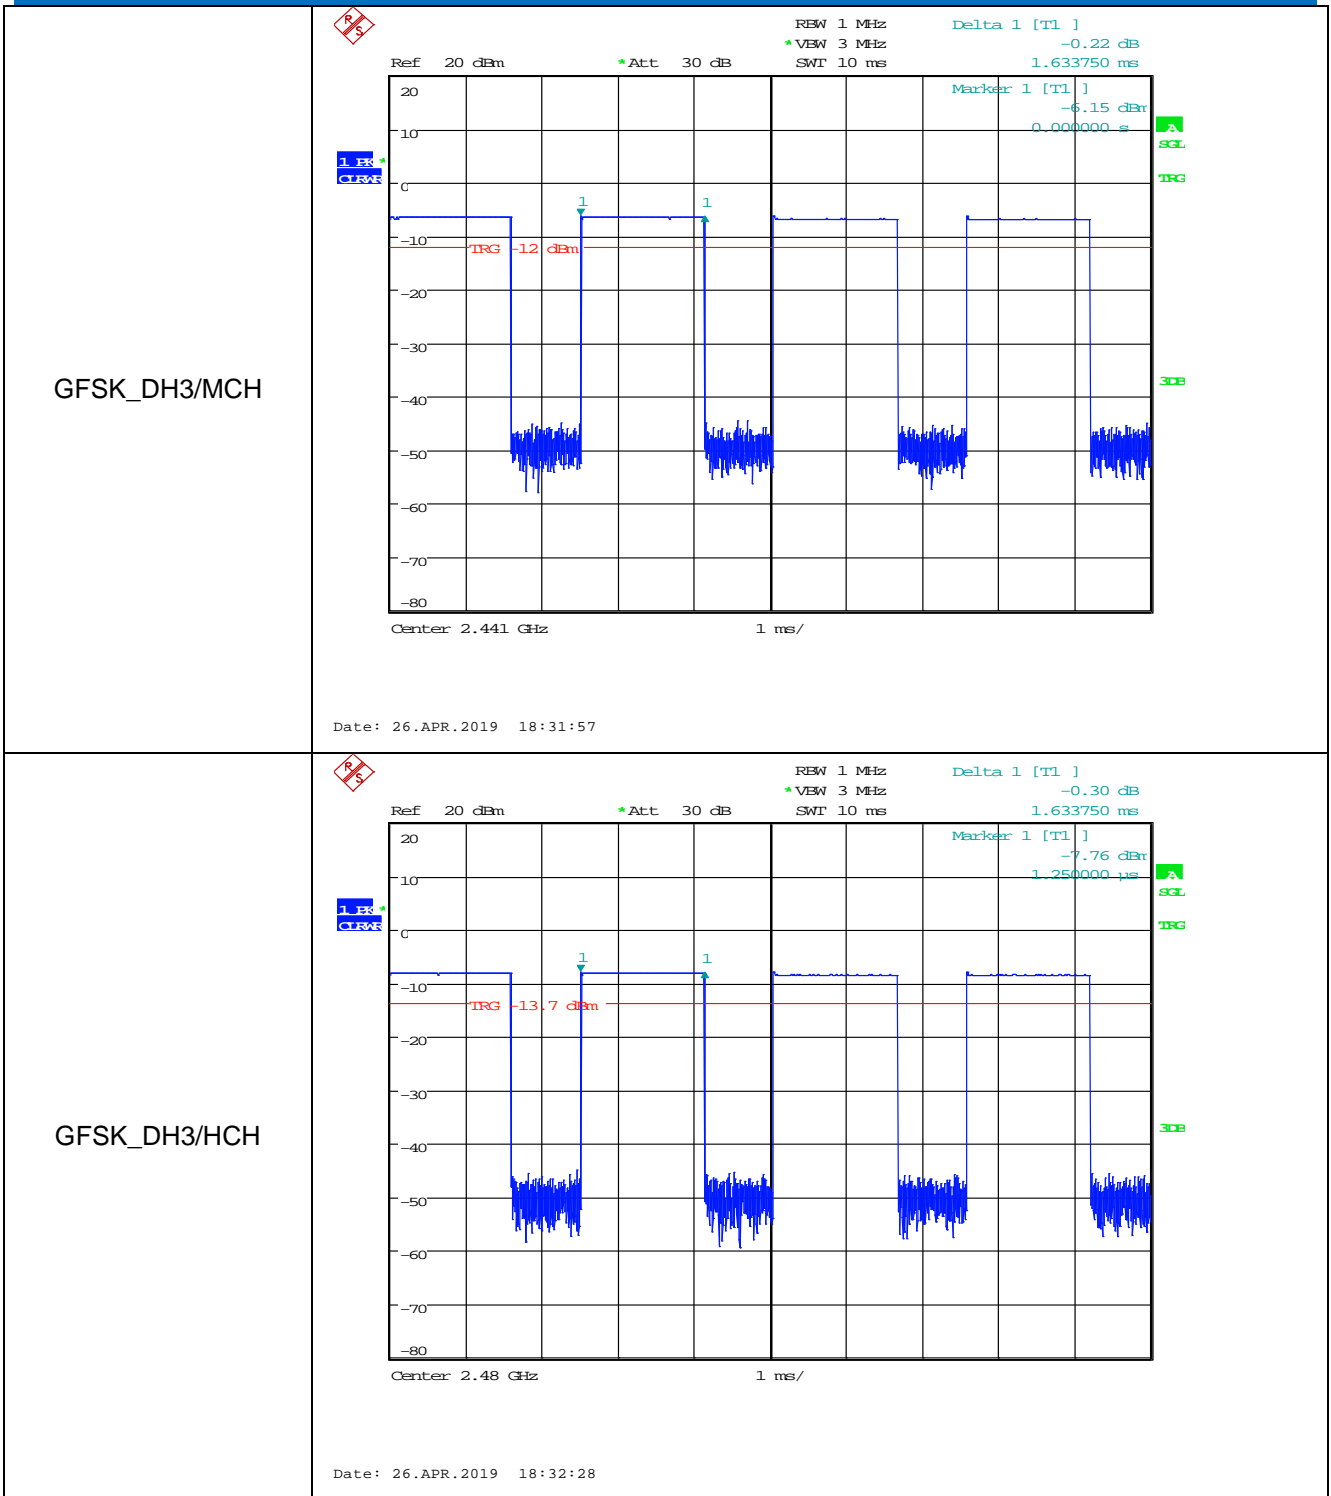 GFSK_DH3/MCH
R S
RBW 1 MHz Delta 1 [T1 ]
*VBW 3 MHz -0.22 dB
Ref 20 dBm *Att 30 dB SWT 10 ms 1.633750 ms
20 Marker 1 [T1 ]
-6.15 dBm
10 0.000000 s A
SGL
1 PK *
CLRWR 0 TRG
1 1
-10 TRG -12 dBm
-20
-30
3DB
-40
-50
-60
-70
-80
Center 2.441 GHz 1 ms/
Date: 26.APR.2019 18:31:57
GFSK_DH3/HCH
R S
RBW 1 MHz Delta 1 [T1 ]
*VBW 3 MHz -0.30 dB
Ref 20 dBm *Att 30 dB SWT 10 ms 1.633750 ms
20 Marker 1 [T1 ]
-7.76 dBm
10 1.250000 µs A
SGL
1 PK *
CLRWR 0 TRG
1 1
-10
TRG -13.7 dBm
-20
-30
3DB
-40
-50
-60
-70
-80
Center 2.48 GHz 1 ms/
Date: 26.APR.2019 18:32:28